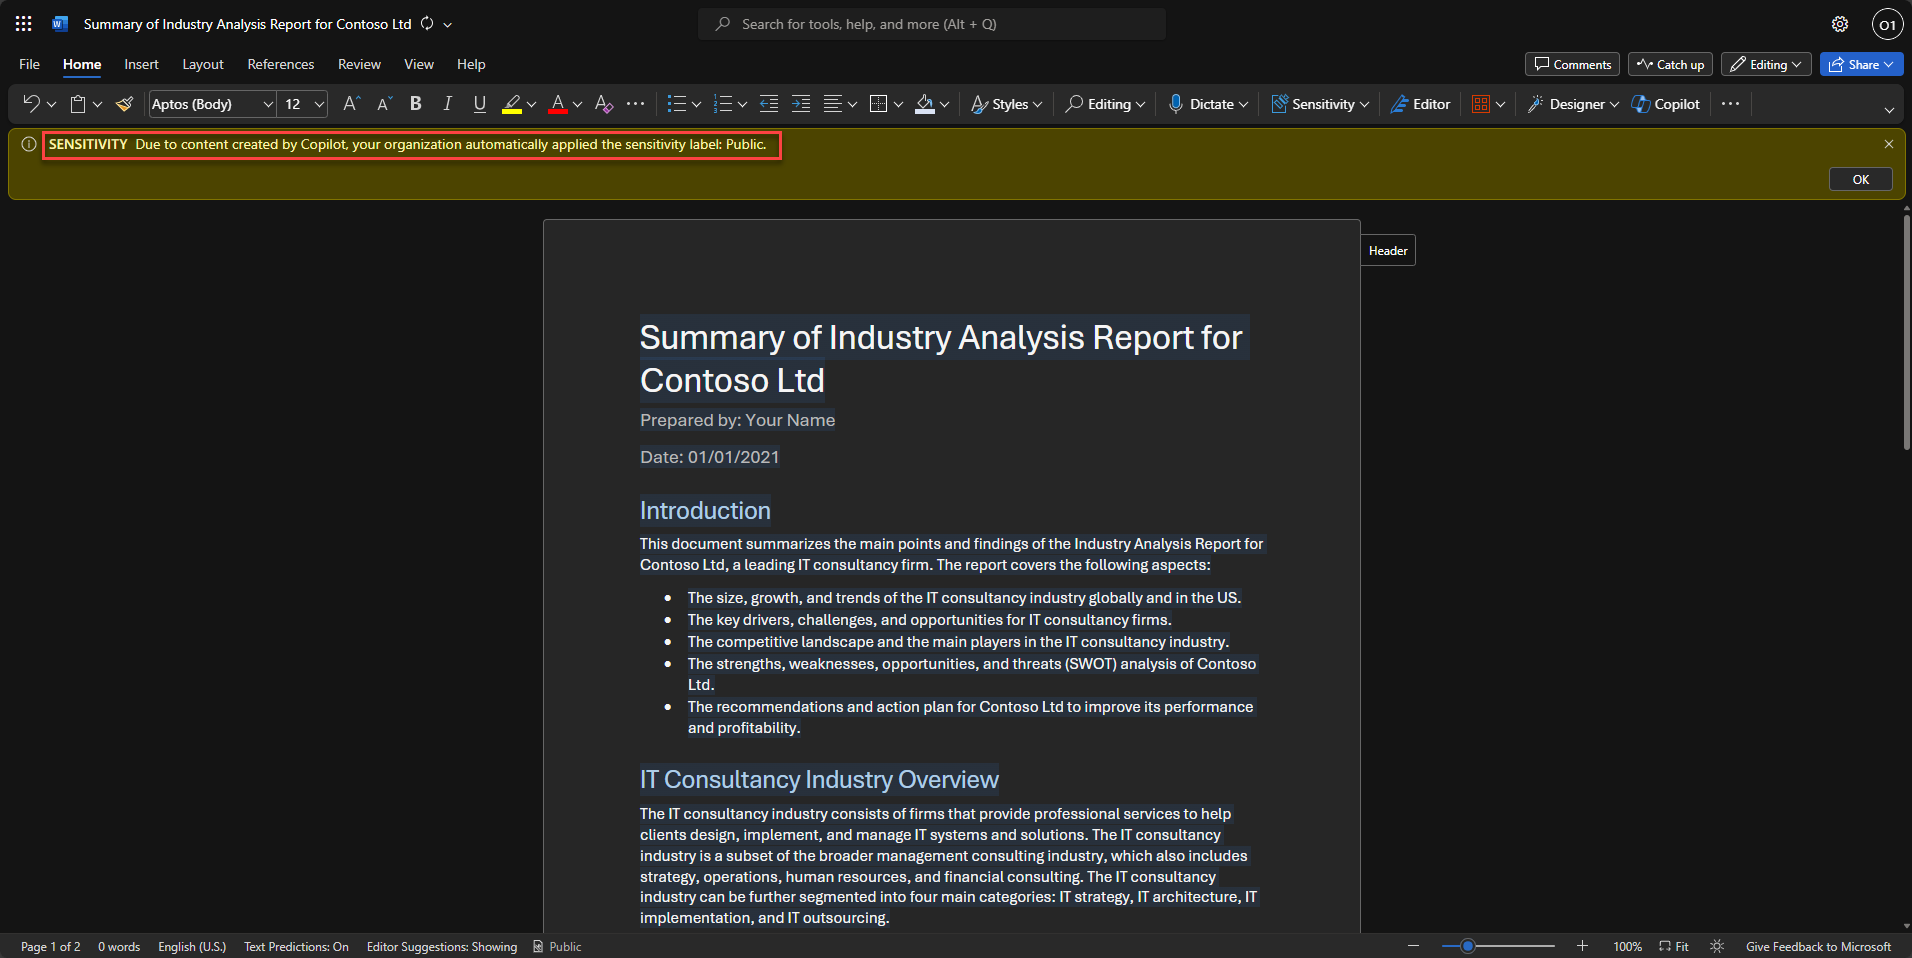 Summary of Industry Analysis Report for Contoso Ltd
Search for tools, help, and more (Alt + Q)
O1
File Home Insert Layout References Review View Help
Comments Catch up Editing Share
Aptos (Body) 12 A A B I U A A Styles Editing Dictate Sensitivity Editor Designer Copilot
SENSITIVITY Due to content created by Copilot, your organization automatically applied the sensitivity label: Public.
OK
Header
Summary of Industry Analysis Report for
Contoso Ltd
Prepared by: Your Name
Date: 01/01/2021
Introduction
This document summarizes the main points and findings of the Industry Analysis Report for
Contoso Ltd, a leading IT consultancy firm. The report covers the following aspects:
• The size, growth, and trends of the IT consultancy industry globally and in the US.
• The key drivers, challenges, and opportunities for IT consultancy firms.
• The competitive landscape and the main players in the IT consultancy industry.
• The strengths, weaknesses, opportunities, and threats (SWOT) analysis of Contoso
Ltd.
• The recommendations and action plan for Contoso Ltd to improve its performance
and profitability.
IT Consultancy Industry Overview
The IT consultancy industry consists of firms that provide professional services to help
clients design, implement, and manage IT systems and solutions. The IT consultancy
industry is a subset of the broader management consulting industry, which also includes
strategy, operations, human resources, and financial consulting. The IT consultancy
industry can be further segmented into four main categories: IT strategy, IT architecture, IT
implementation, and IT outsourcing.
Page 1 of 2 0 words English (U.S.) Text Predictions: On Editor Suggestions: Showing Public 100% Fit Give Feedback to Microsoft